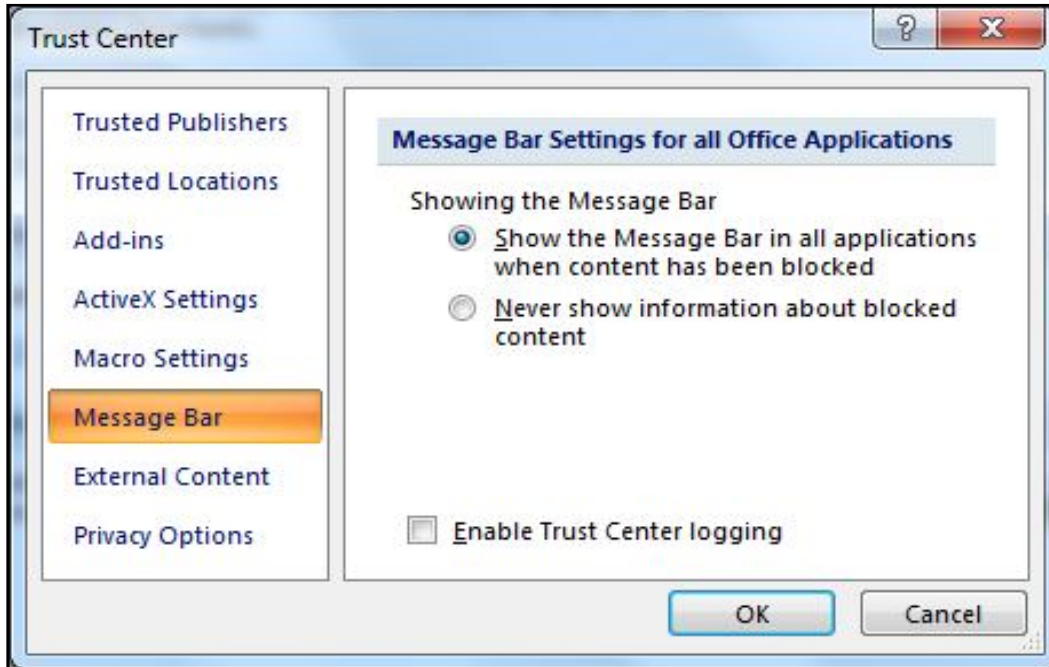 Trust Center
?
X
Trusted Publishers
Trusted Locations
Add-ins
ActiveX Settings
Macro Settings
Message Bar
External Content
Privacy Options
Message Bar Settings for all Office Applications
Showing the Message Bar
Show the Message Bar in all applications
when content has been blocked
Never show information about blocked
content
Enable Trust Center logging
OK
Cancel